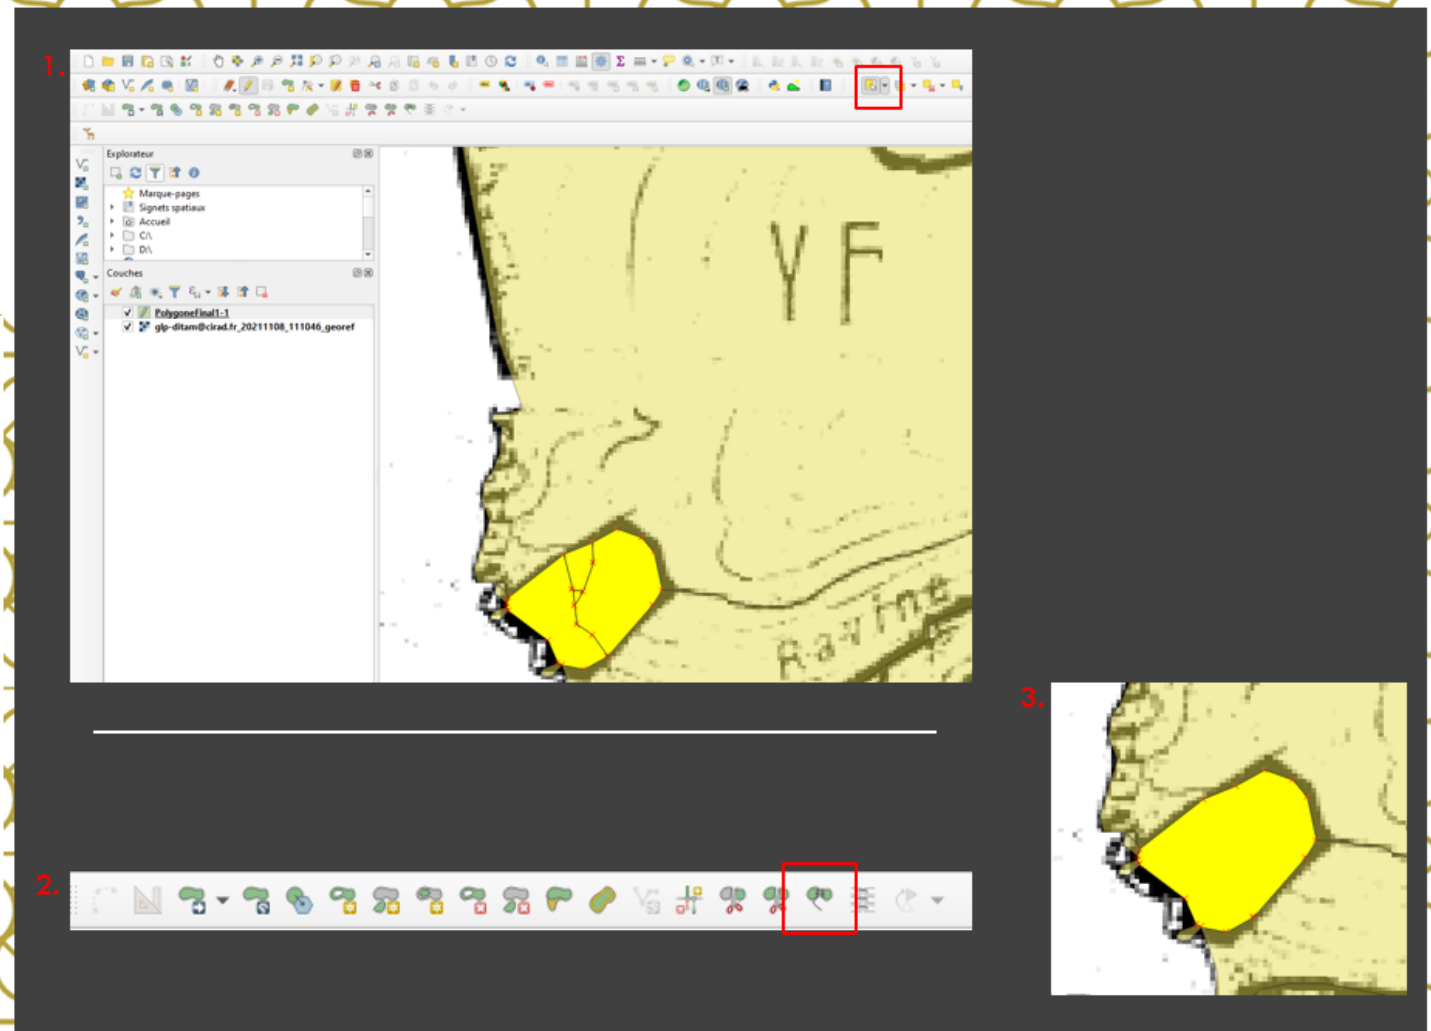 1.
Explorateur
Marque-pages
Signets spatiaux
Accueil
C:\
D:\
Couches
PolygoneFinal1-1
glp-ditam@cirad.fr_20211108_111046_georef
YF
Ravine
2.
3.